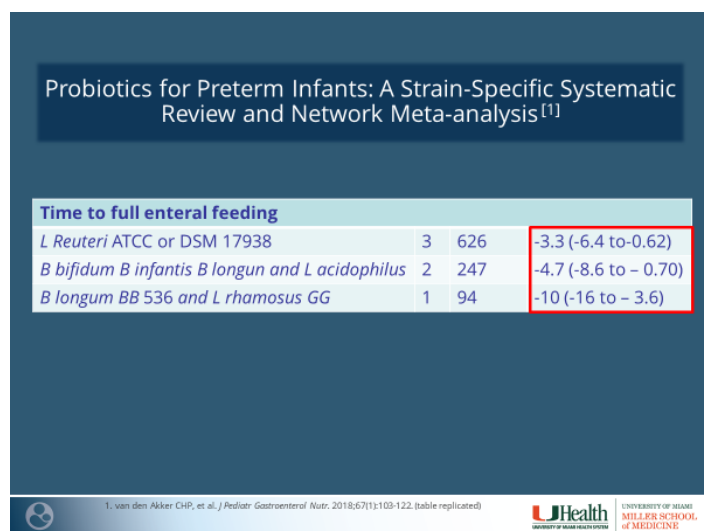 Probiotics for Preterm Infants: A Strain-Specific Systematic
Review and Network Meta-analysis[1]
Time to full enteral feeding
L Reuteri ATCC or DSM 17938 3 626 -3.3 (-6.4 to-0.62)
B bifidum B infantis B longun and L acidophilus 2 247 -4.7 (-8.6 to – 0.70)
B longum BB 536 and L rhamosus GG 1 94 -10 (-16 to – 3.6)
1. van den Akker CHP, et al. J Pediatr Gastroenterol Nutr. 2018;67(1):103-122. (table replicated)
UHealth
UNIVERSITY OF MIAMI HEALTH SYSTEM
UNIVERSITY OF MIAMI
MILLER SCHOOL
of MEDICINE